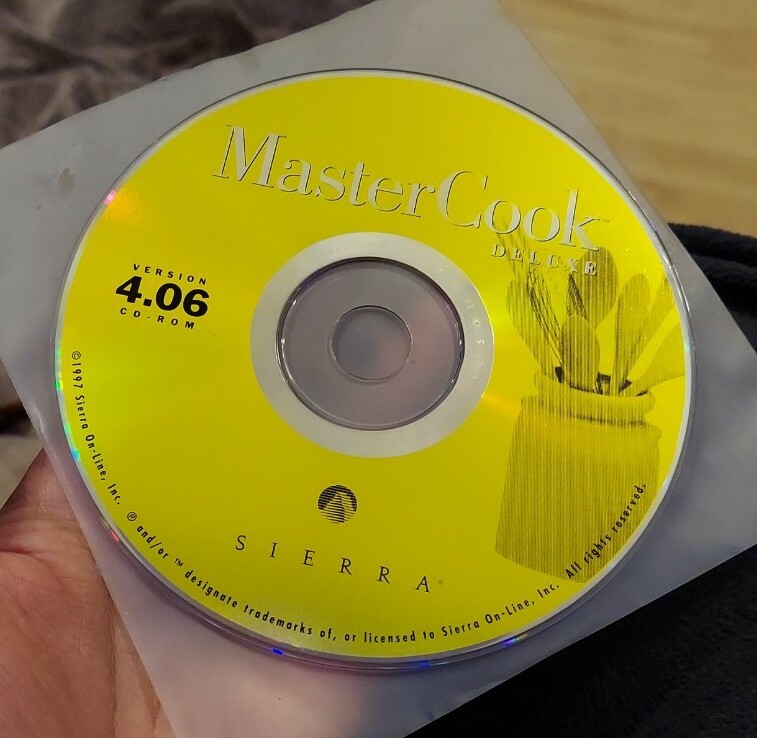 MasterCook
DELUXE
VERSION
4.06
CD-ROM
SIERRA
©1997 Sierra On-Line, Inc. ® and/or ™ designate trademarks of, or licensed to Sierra On-Line, Inc. All rights reserved.